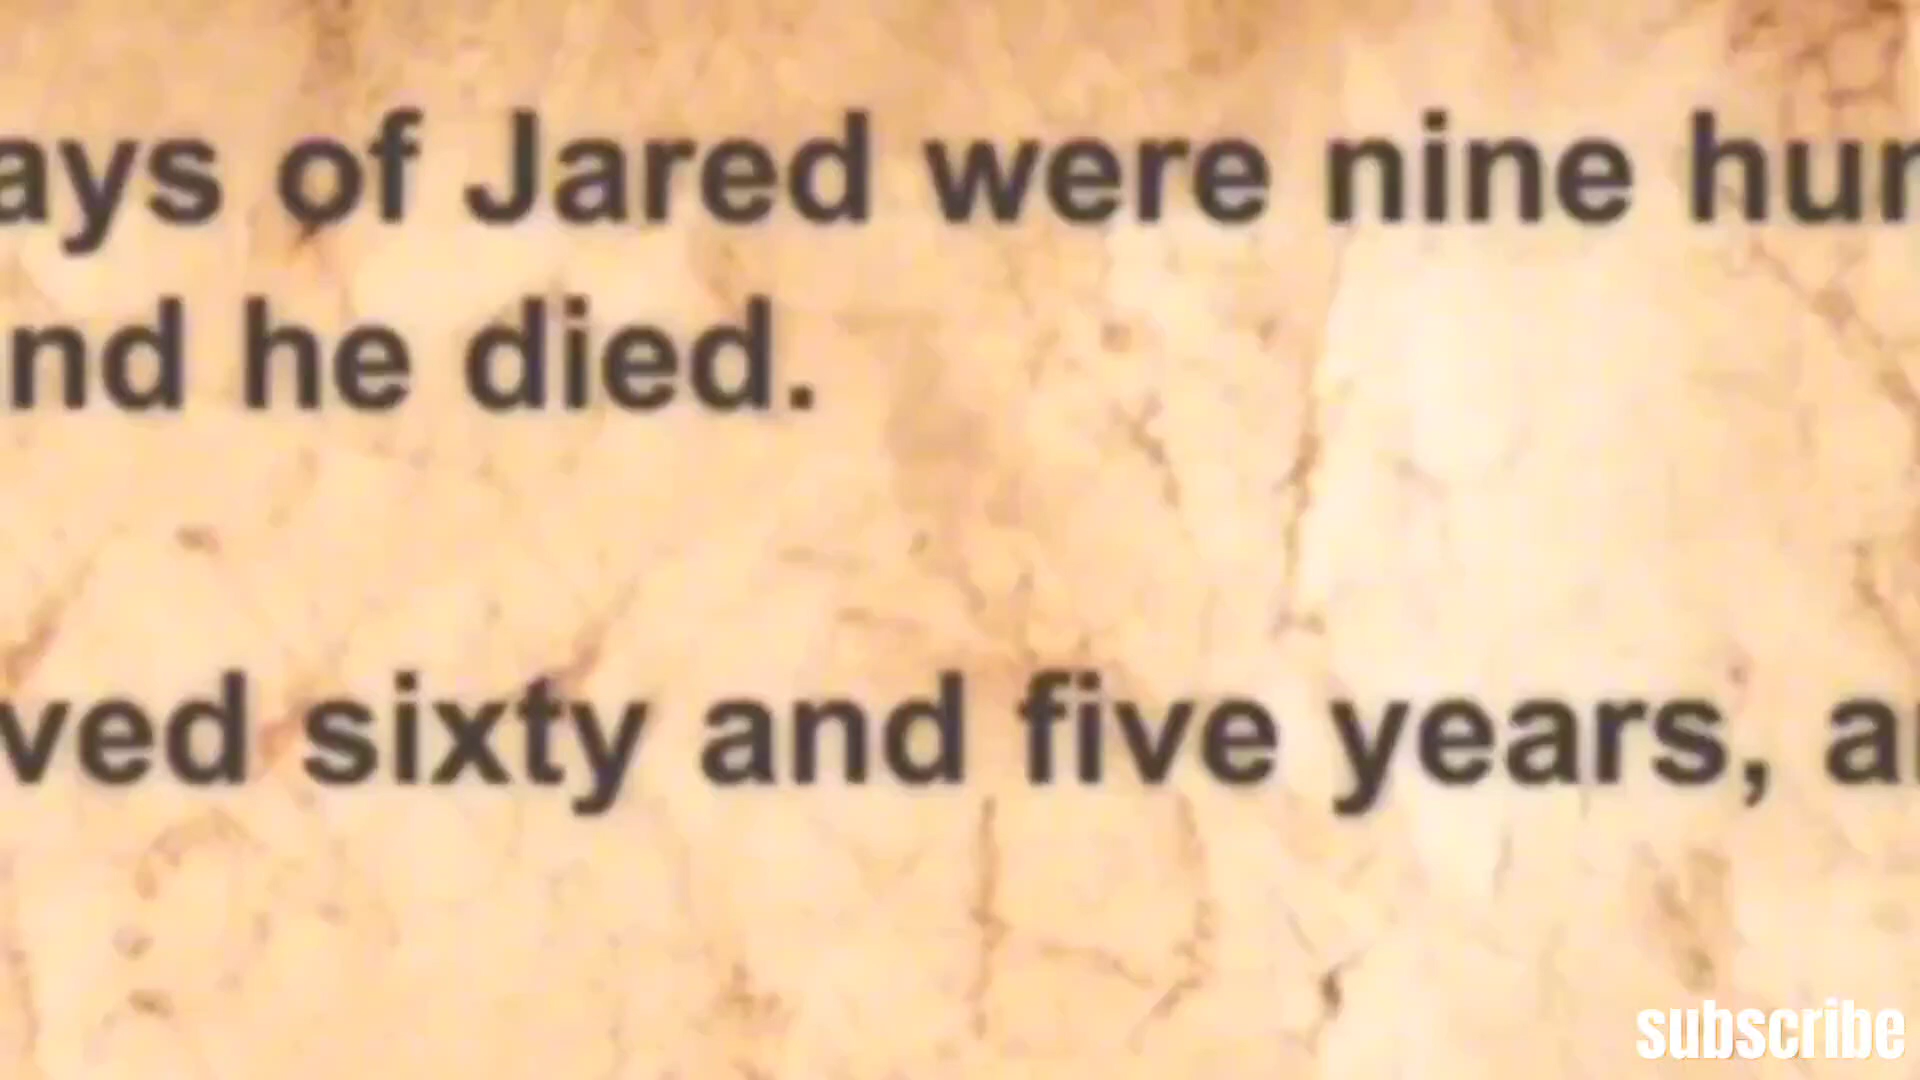 ays of Jared were nine hun
nd he died.
ved sixty and five years, a
subscribe